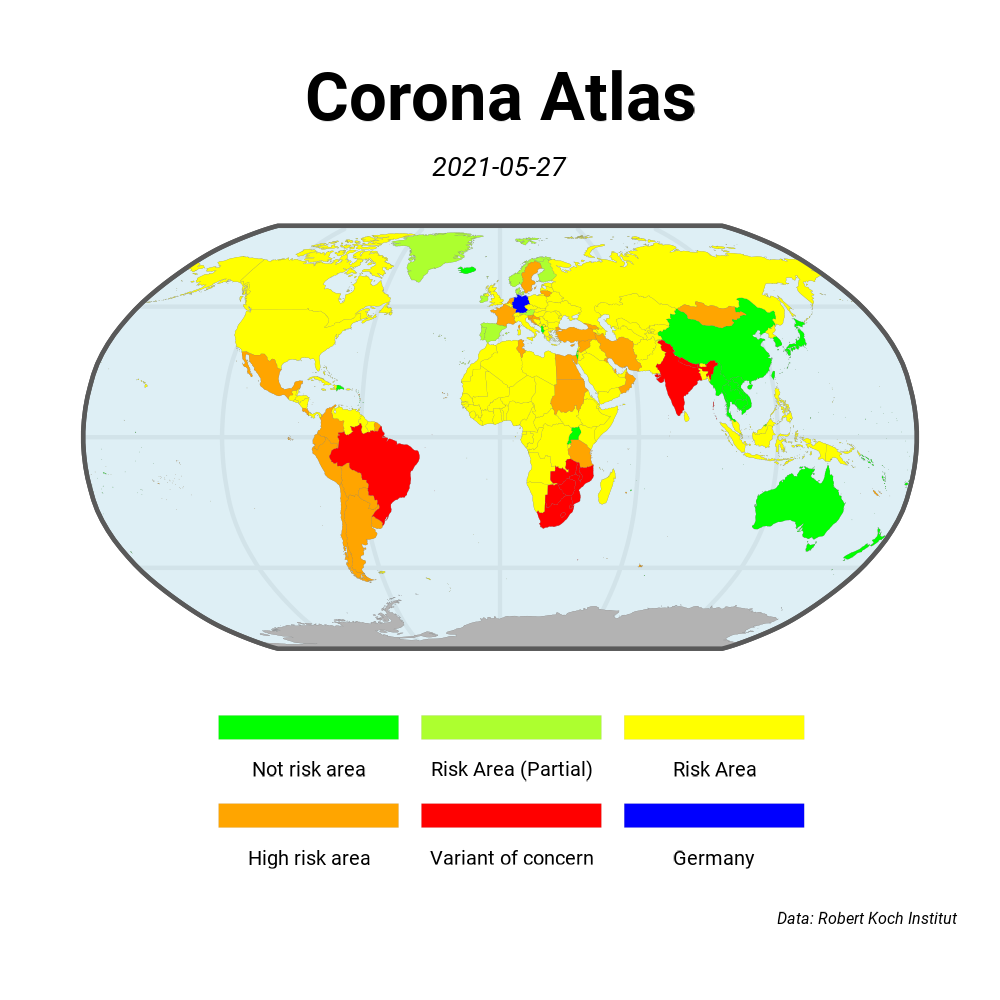 Corona Atlas
2021-05-27
Not risk area
Risk Area (Partial)
Risk Area
High risk area
Variant of concern
Germany
Data: Robert Koch Institut